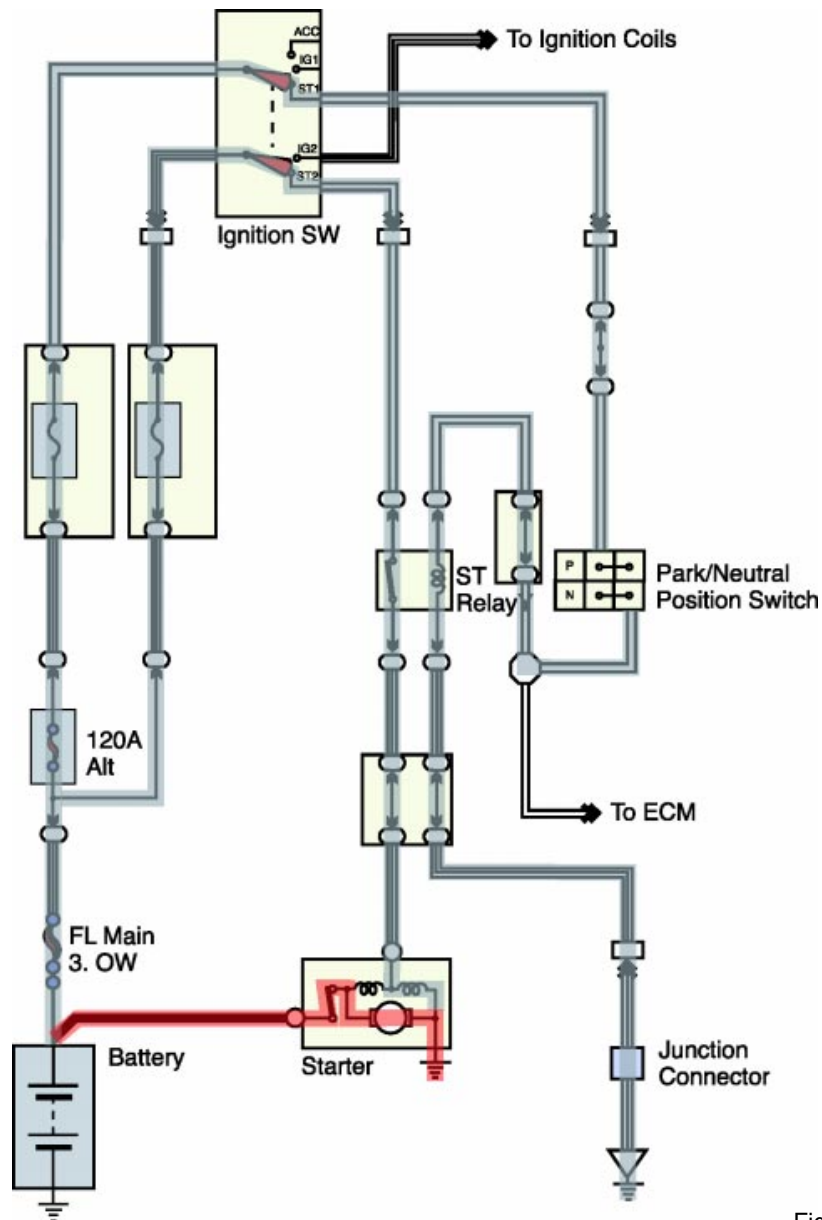 ACC
To Ignition Coils
IG1
ST1
IG2
ST2
Ignition SW
P
N
ST
Relay
Park/Neutral
Position Switch
120A
Alt
To ECM
FL Main
3. OW
Battery
Starter
Junction
Connector